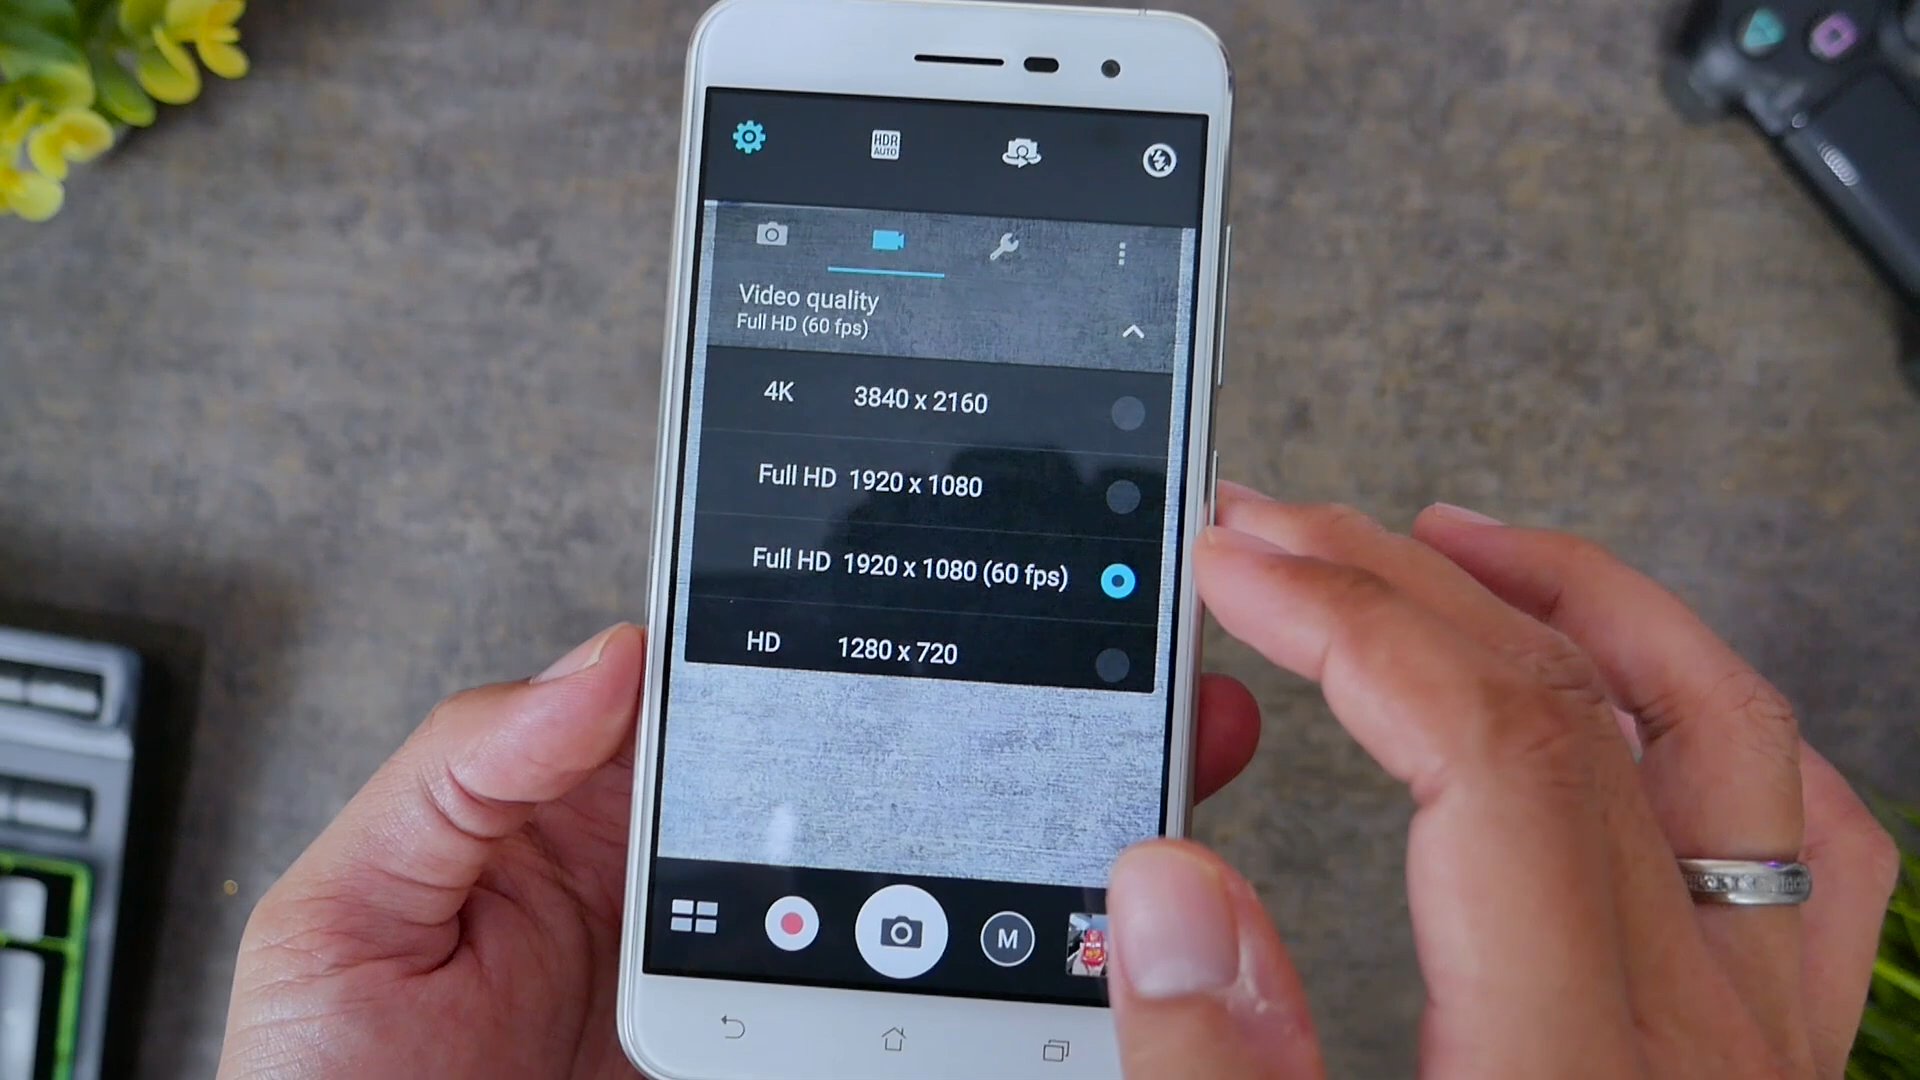 HDR
AUTO
Video quality
Full HD (60 fps)
4K 3840 x 2160
Full HD 1920 x 1080
Full HD 1920 x 1080 (60 fps)
HD 1280 x 720
M